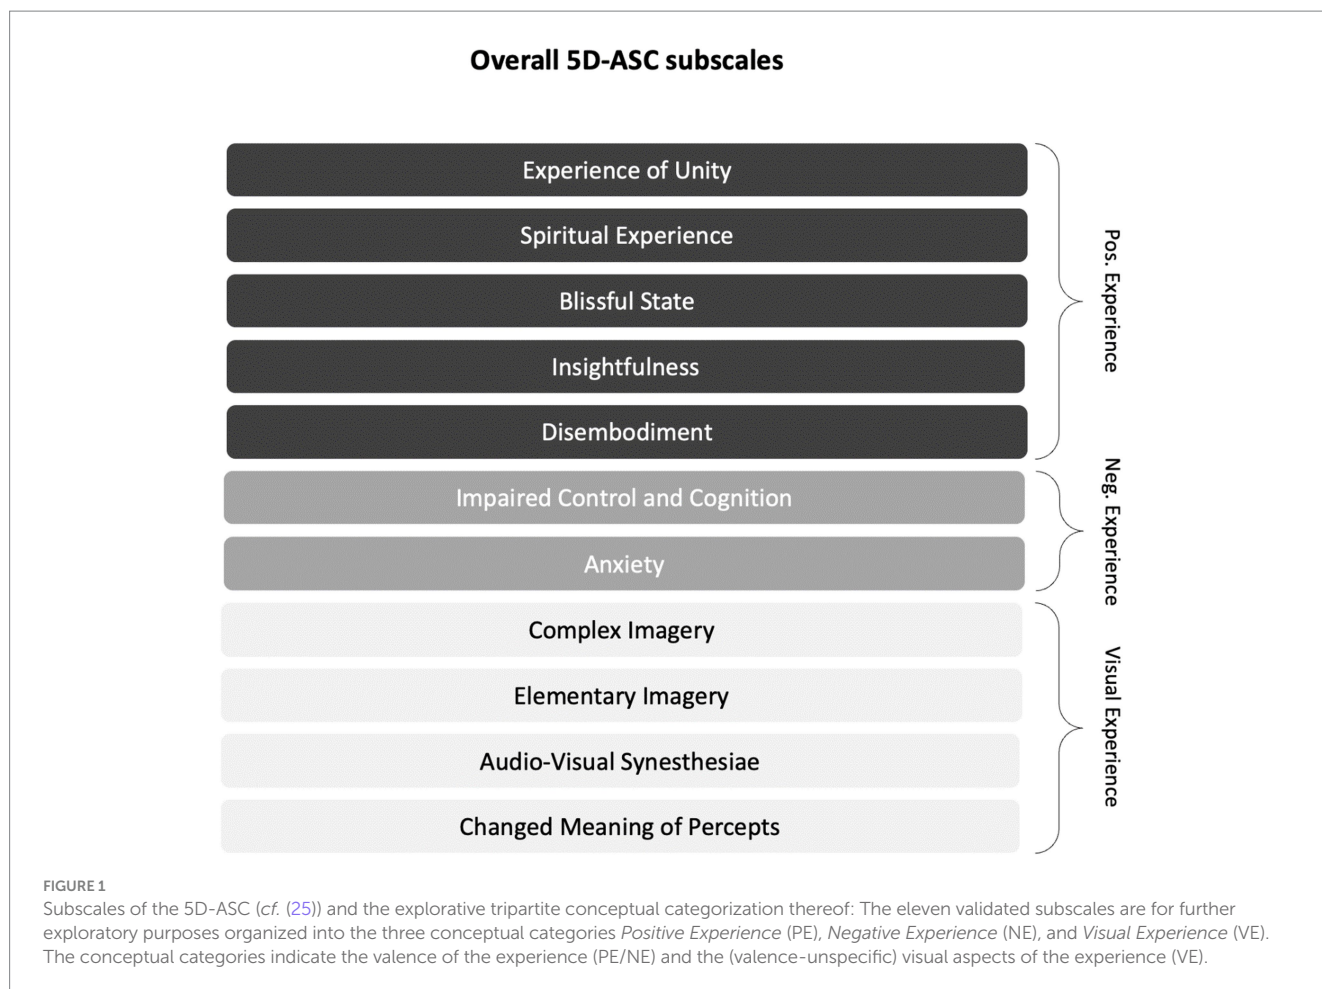 Overall 5D-ASC subscales
Experience of Unity
Spiritual Experience
Blissful State
Insightfulness
Disembodiment
Pos. Experience
Impaired Control and Cognition
Anxiety
Neg. Experience
Complex Imagery
Elementary Imagery
Audio-Visual Synesthesiae
Changed Meaning of Percepts
Visual Experience
FIGURE 1
Subscales of the 5D-ASC (cf. (25)) and the explorative tripartite conceptual categorization thereof: The eleven validated subscales are for further
exploratory purposes organized into the three conceptual categories Positive Experience (PE), Negative Experience (NE), and Visual Experience (VE).
The conceptual categories indicate the valence of the experience (PE/NE) and the (valence-unspecific) visual aspects of the experience (VE).